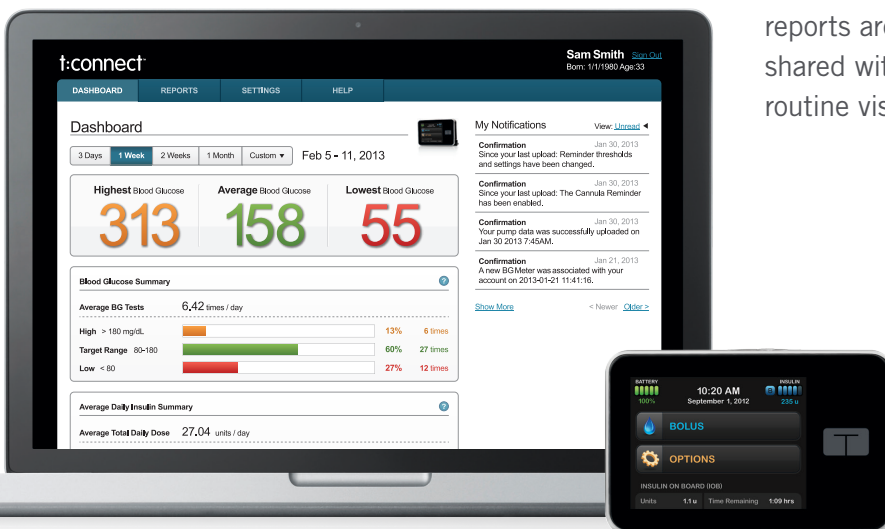 reports are
shared wit
routine vis
t:connect™
Sam Smith Sign Out
Born: 1/1/1980 Age:33
DASHBOARD REPORTS SETTINGS HELP
Dashboard
3 Days 1 Week 2 Weeks 1 Month Custom ▼ Feb 5 - 11, 2013
Highest Blood Glucose Average Blood Glucose Lowest Blood Glucose
313 158 55
Blood Glucose Summary ?
Average BG Tests 6.42 times / day
High > 180 mg/dL 13% 6 times
Target Range 80-180 60% 27 times
Low < 80 27% 12 times
Average Daily Insulin Summary ?
Average Total Daily Dose 27.04 units / day
My Notifications View: Unread ◀
Confirmation Jan 30, 2013
Since your last upload: Reminder thresholds
and settings have been changed.
Confirmation Jan 30, 2013
Since your last upload: The Cannula Reminder
has been enabled.
Confirmation Jan 30, 2013
Your pump data was successfully uploaded on
Jan 30 2013 7:45AM.
Confirmation Jan 21, 2013
A new BG Meter was associated with your
account on 2013-01-21 11:41:16.
Show More < Newer Older >
BATTERY 10:20 AM INSULIN
100% September 1, 2012 B 235 u
BOLUS
OPTIONS
INSULIN ON BOARD (IOB)
Units 1.1 u Time Remaining 1:09 hrs